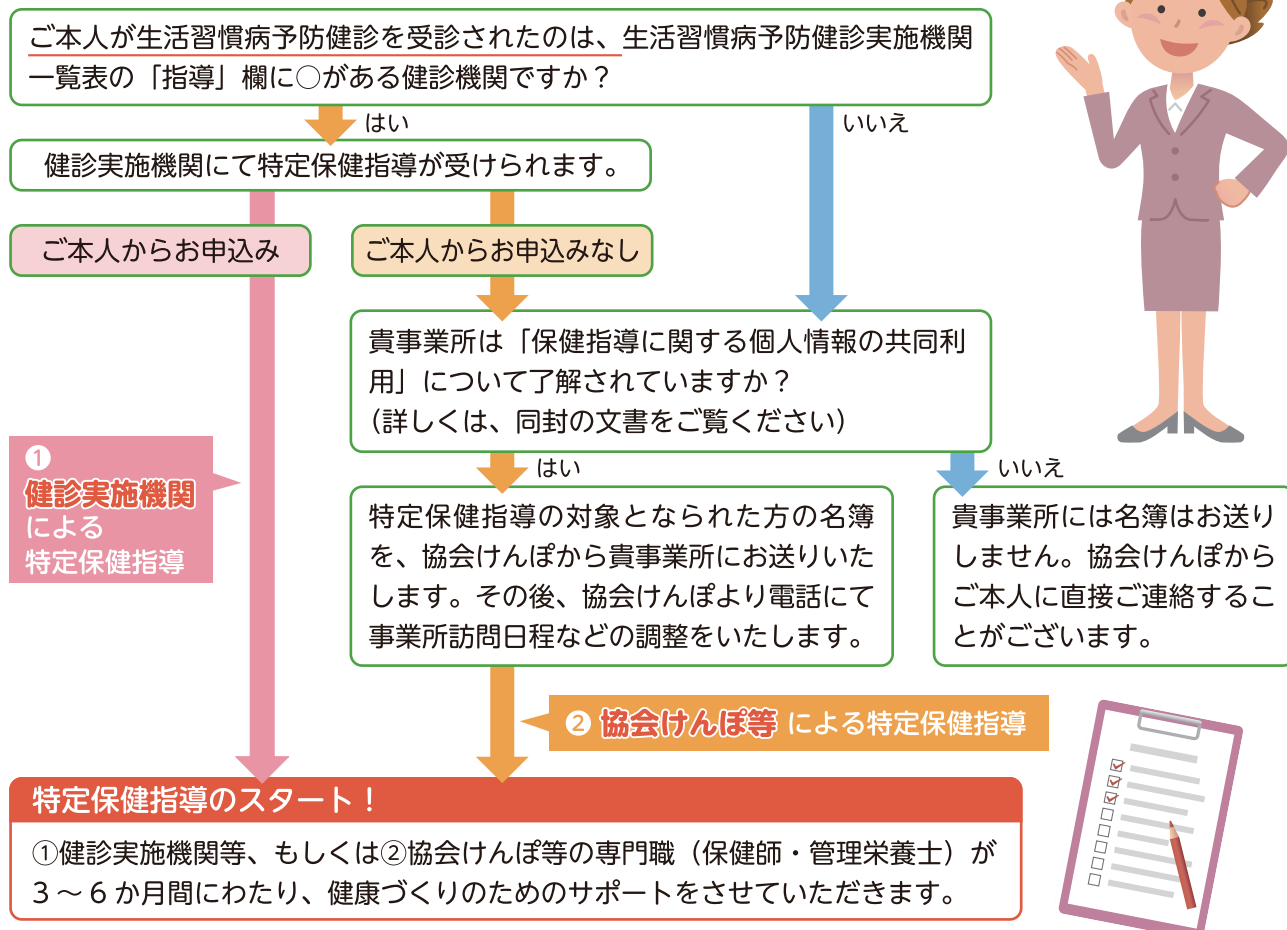 ご本人が生活習慣病予防健診を受診されたのは、生活習慣病予防健診実施機関
一覧表の「指導」欄に○がある健診機関ですか？
はい
いいえ
健診実施機関にて特定保健指導が受けられます。
ご本人からお申込み
ご本人からお申込みなし
貴事業所は「保健指導に関する個人情報の共同利
用」について了解されていますか？
（詳しくは、同封の文書をご覧ください）
❶
健診実施機関
による
特定保健指導
はい
いいえ
特定保健指導の対象となられた方の名簿
を、協会けんぽから貴事業所にお送りいた
します。その後、協会けんぽより電話にて
事業所訪問日程などの調整をいたします。
貴事業所には名簿はお送り
しません。協会けんぽから
ご本人に直接ご連絡するこ
とがございます。
❷ 協会けんぽ等 による特定保健指導
特定保健指導のスタート！
①健診実施機関等、もしくは②協会けんぽ等の専門職（保健師・管理栄養士）が
３～６か月間にわたり、健康づくりのためのサポートをさせていただきます。